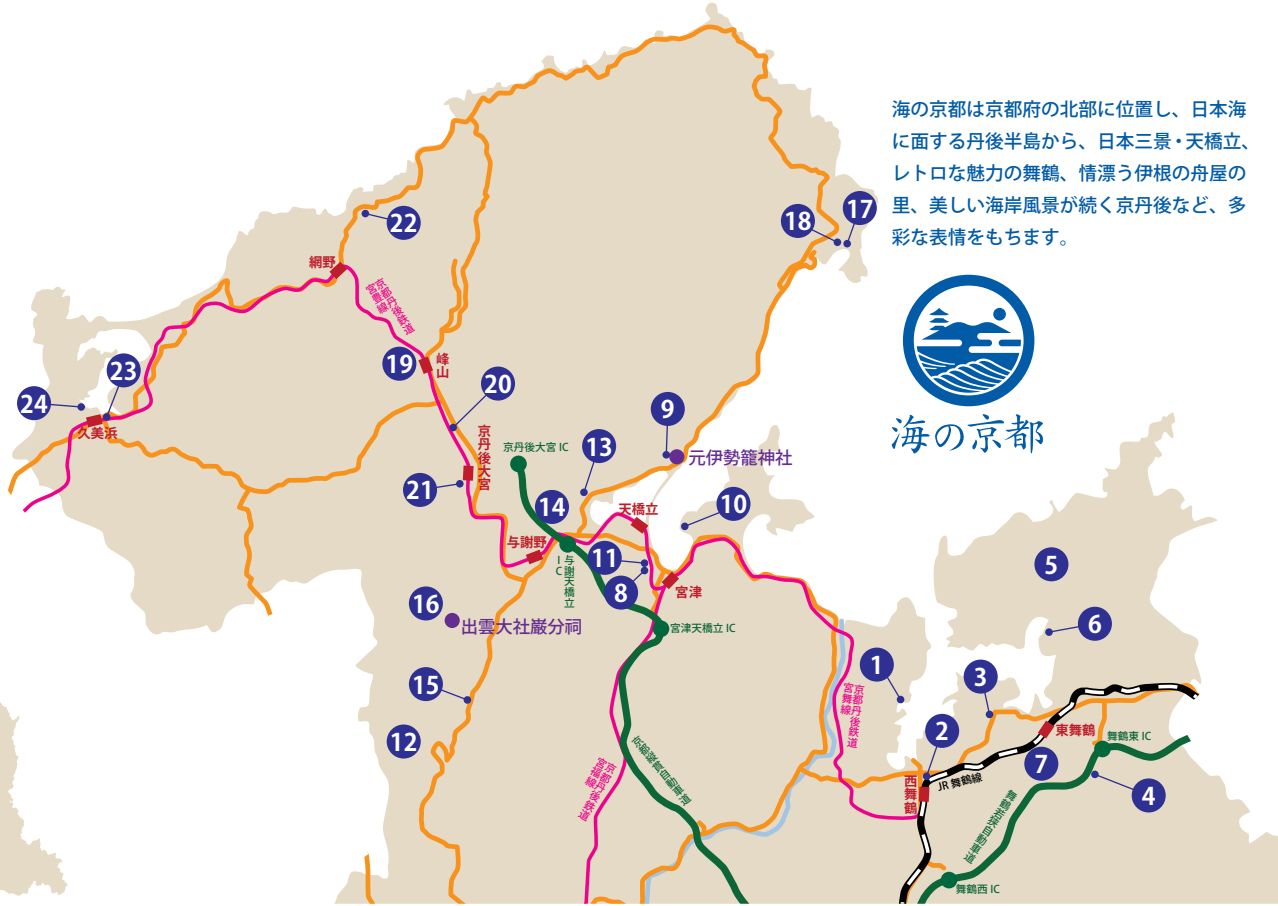 海の京都は京都府の北部に位置し、日本海
に面する丹後半島から、日本三景・天橋立、
レトロな魅力の舞鶴、情漂う伊根の舟屋の
里、美しい海岸風景が続く京丹後など、多
彩な表情をもちます。
海の京都
22
18
17
網野
京都丹後鉄道
宮豊線
19
峰山
23
24
久美浜
20
9
元伊勢籠神社
京丹後大宮
京丹後大宮 IC
13
21
14
天橋立
10
与謝野
与謝天橋立
IC
11
8
宮津
5
16
出雲大社巌分祠
宮津天橋立 IC
6
1
3
15
京都丹後鉄道
宮舞線
12
2
東舞鶴
舞鶴東 IC
7
西舞鶴
JR 舞鶴線
4
京都丹後鉄道
宮福線
京都縦貫自動車道
舞鶴若狭自動車道
舞鶴西 IC